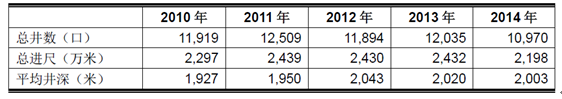 2010 年 2011 年 2012 年 2013 年 2014 年
总井数（口） 11,919 12,509 11,894 12,035 10,970
总进尺（万米） 2,297 2,439 2,430 2,432 2,198
平均井深（米） 1,927 1,950 2,043 2,020 2,003